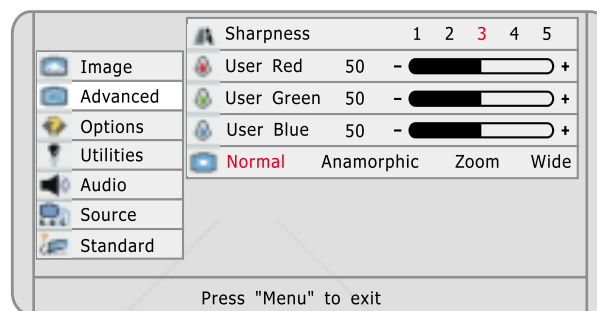 Sharpness 1 2 3 4 5
Image
User Red 50 - +
Advanced
User Green 50 - +
Options
User Blue 50 - +
Utilities
Normal Anamorphic Zoom Wide
Audio
Source
Standard
Press "Menu" to exit